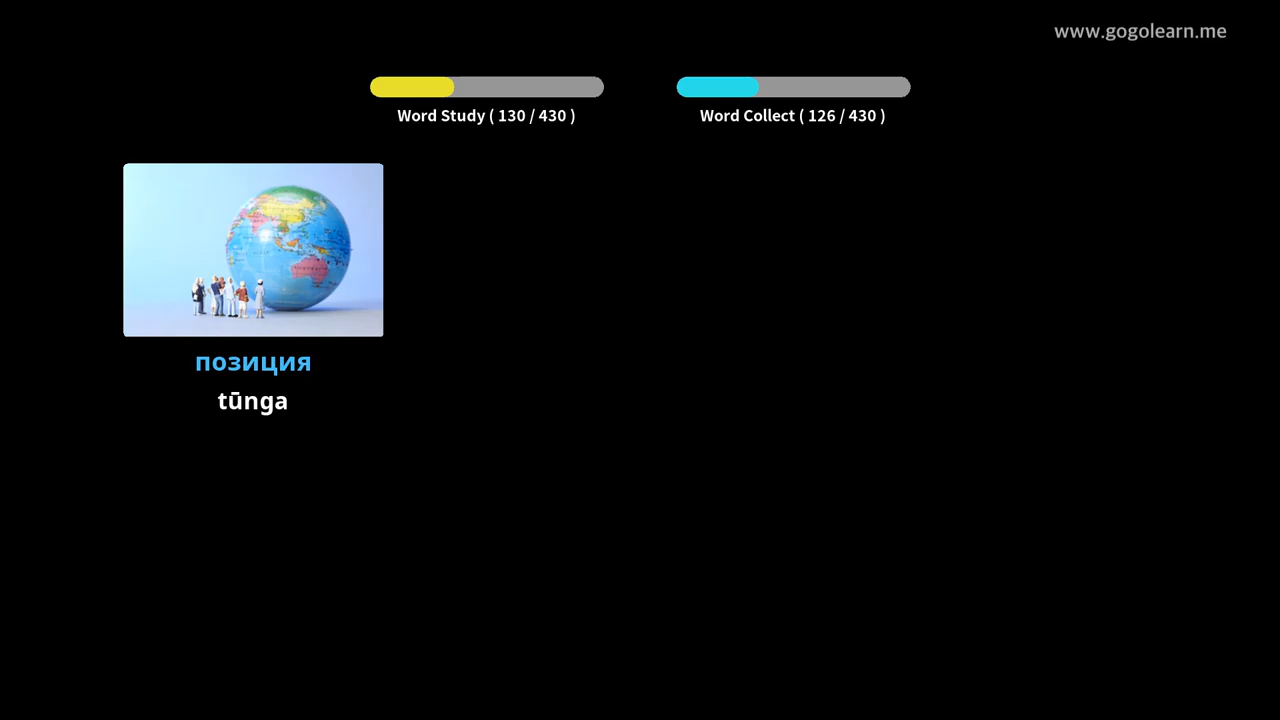 www.gogolearn.me
Word Study ( 130 / 430 )
Word Collect ( 126 / 430 )
позиция
tūnga